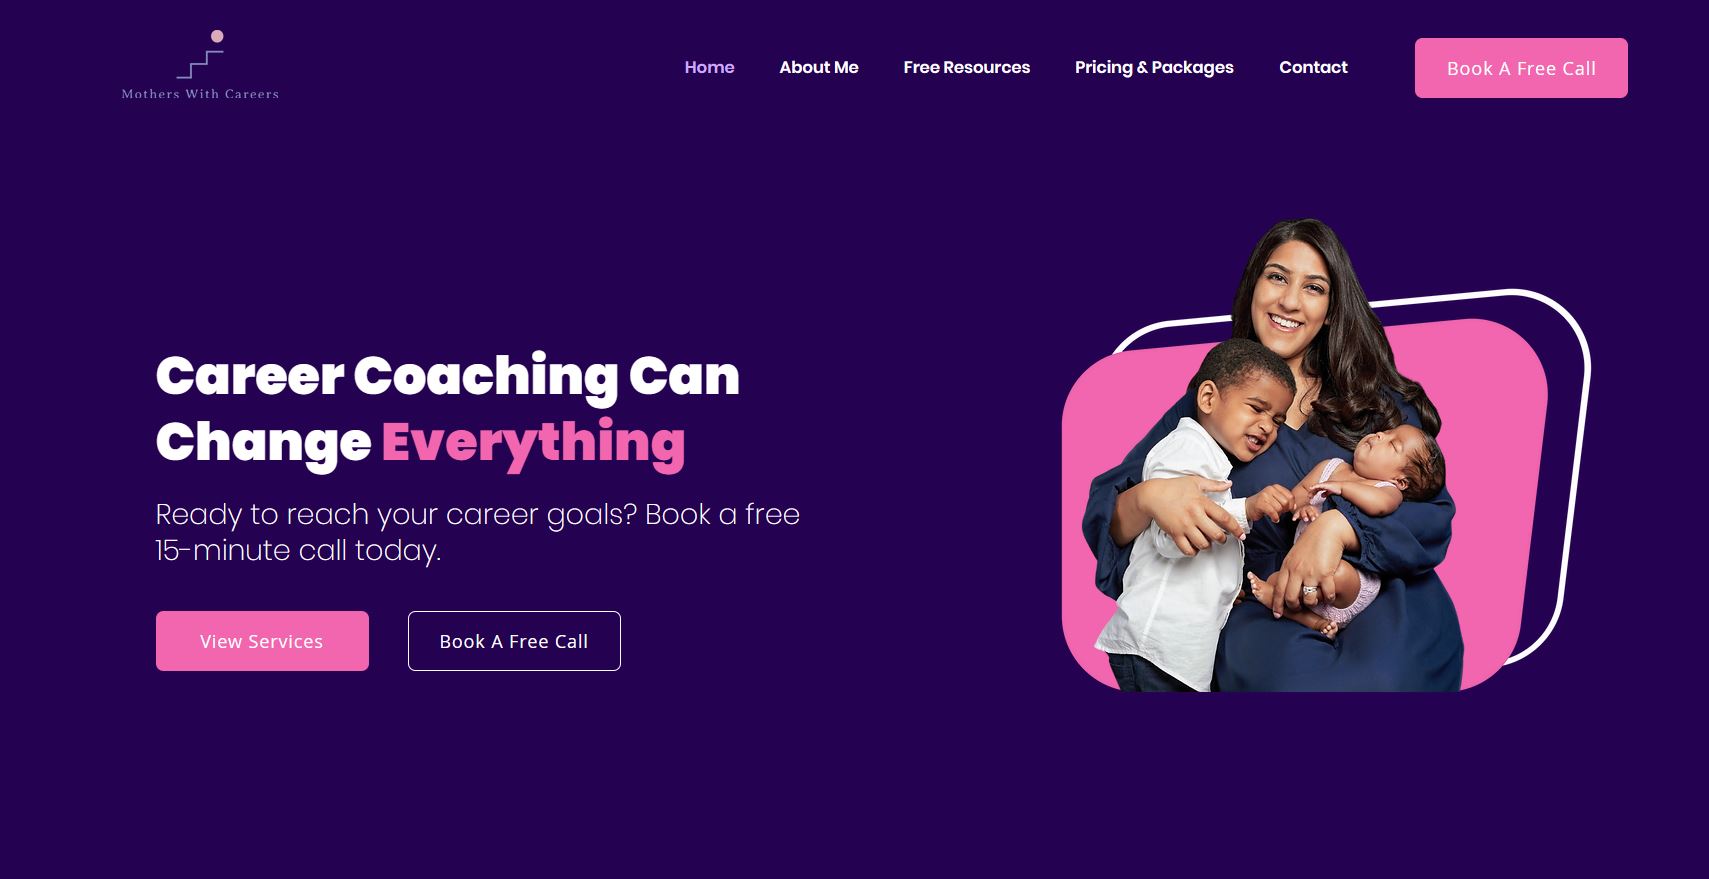 Mothers With Careers
Home
About Me
Free Resources
Pricing & Packages
Contact
Book A Free Call
Career Coaching Can
Change Everything
Ready to reach your career goals? Book a free
15-minute call today.
View Services
Book A Free Call